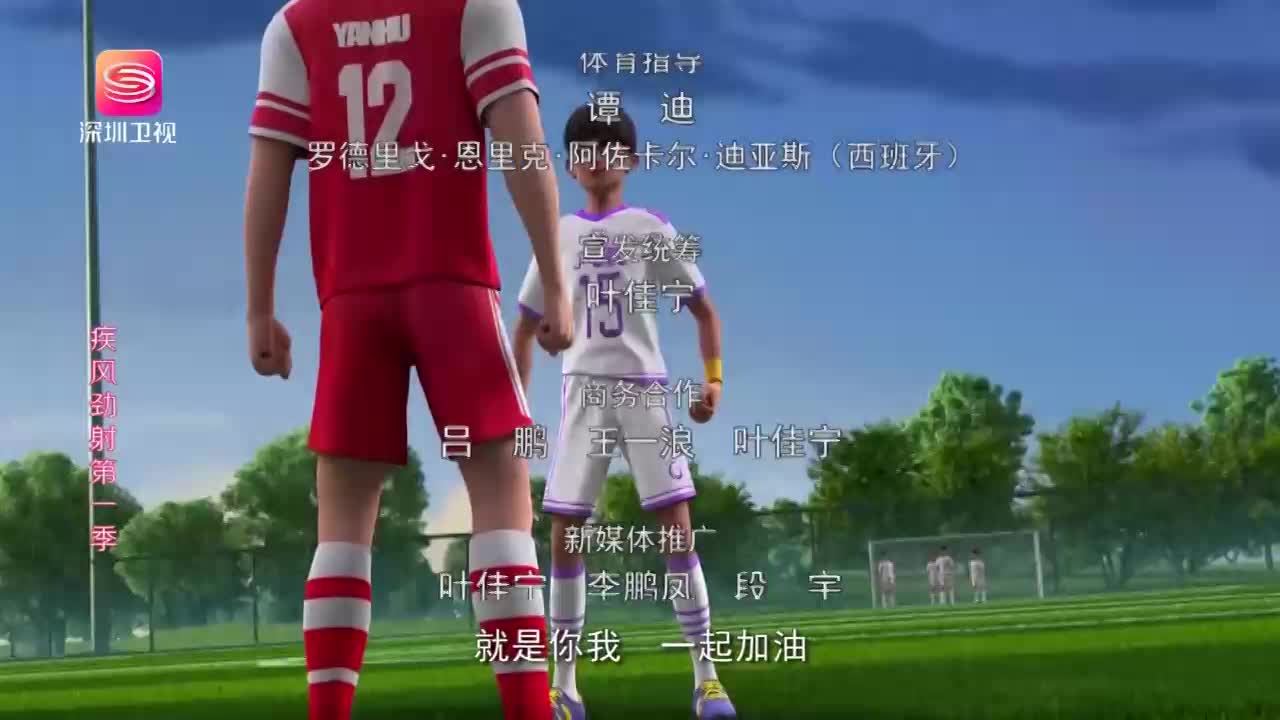 YANHU
12
深圳卫视
体育指导
谭 迪
罗德里戈·恩里克·阿佐卡尔·迪亚斯（西班牙）
宣发统筹
叶佳宁
15
疾风劲射第一季
商务合作
吕 鹏 王一浪 叶佳宁
新媒体推广
叶佳宁 李鹏凤 段 宇
就是你我 一起加油